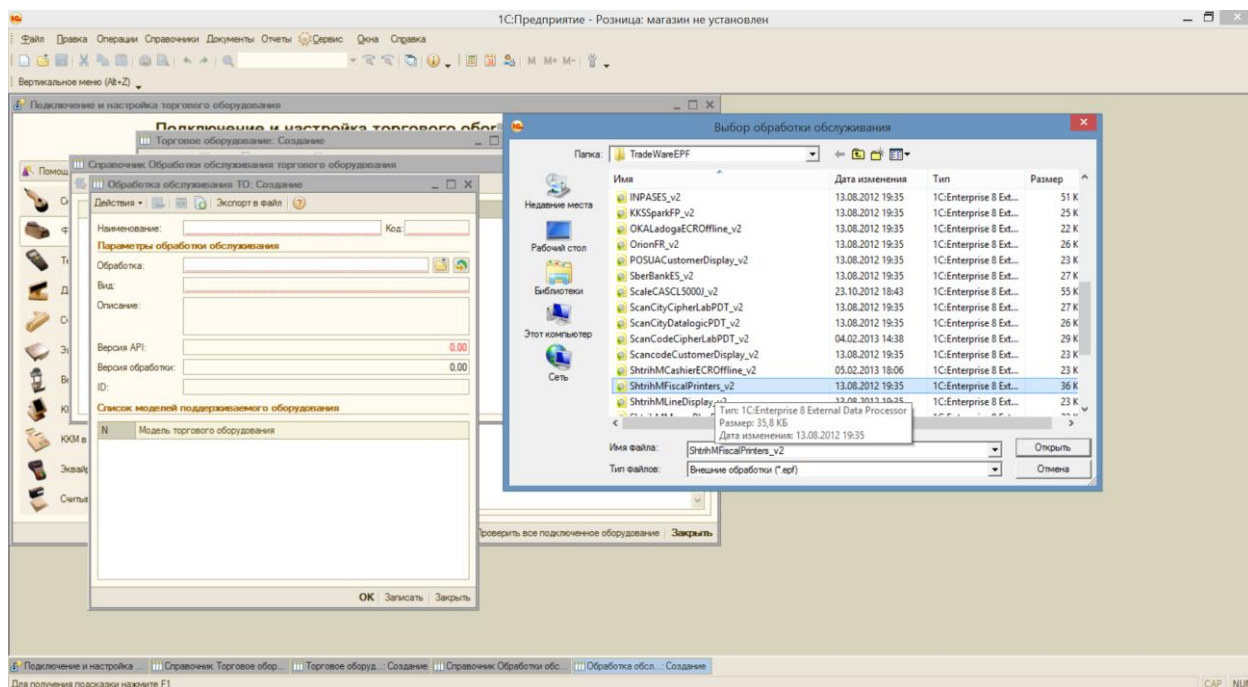 1С:Предприятие - Розница: магазин не установлен
Файл Правка Операции Справочники Документы Отчеты Сервис Окна Справка
M M+ M-
Вертикальное меню (Alt+Z)
Подключение и настройка торгового оборудования
Подключение и настройка торгового
Торговое оборудование: Создание
Справочник Обработки обслуживания торгового оборудования
Обработка обслуживания ТО: Создание
Действия Экспорт в файл
Наименование: Код:
Параметры обработки обслуживания
Обработка:
Вид:
Описание:
Версия API: 0.00
Версия обработки: 0.00
ID:
Список моделей поддерживаемого оборудования
N Модель торгового оборудования
ККМ в
OK Записать Закрыть
Проверить все подключенное оборудование Закрыть
Выбор обработки обслуживания
Папка: TradeWareEPF
Недавние места
Рабочий стол
Библиотеки
Этот компьютер
Сеть
Имя Дата изменения Тип Размер
INPASES_v2 13.08.2012 19:35 1C:Enterprise 8 Ext... 51 К
KKSSparkFP_v2 13.08.2012 19:35 1C:Enterprise 8 Ext... 25 К
OKALadogaECROffline_v2 13.08.2012 19:35 1C:Enterprise 8 Ext... 22 К
OrionFR_v2 13.08.2012 19:35 1C:Enterprise 8 Ext... 26 К
POSUACustomerDisplay_v2 13.08.2012 19:35 1C:Enterprise 8 Ext... 23 К
SberBankES_v2 13.08.2012 19:35 1C:Enterprise 8 Ext... 27 К
ScaleCASCL5000J_v2 23.10.2012 18:43 1C:Enterprise 8 Ext... 55 К
ScanCityCipherLabPDT_v2 13.08.2012 19:35 1C:Enterprise 8 Ext... 27 К
ScanCityDatalogicPDT_v2 13.08.2012 19:35 1C:Enterprise 8 Ext... 26 К
ScanCodeCipherLabPDT_v2 04.02.2013 14:38 1C:Enterprise 8 Ext... 29 К
ScancodeCustomerDisplay_v2 13.08.2012 19:35 1C:Enterprise 8 Ext... 23 К
ShtrihMCashierECROffline_v2 05.02.2013 18:06 1C:Enterprise 8 Ext... 23 К
ShtrihMFiscalPrinters_v2 13.08.2012 19:35 1C:Enterprise 8 Ext... 36 К
ShtrihMLineDisplay_v2 13.08.2012 19:35 1C:Enterprise 8 Ext... 23 К
Тип: 1C:Enterprise 8 External Data Processor
Размер: 35,8 КБ
Дата изменения: 13.08.2012 19:35
Имя файла: ShtrihMFiscalPrinters_v2 Открыть
Тип файлов: Внешние обработки (*.epf) Отмена
Подключение и настройка ... Справочник Торговое обор... Торговое оборуд...: Создание Справочник Обработки обс... Обработка обсл...: Создание
Для получения подсказки нажмите F1 CAP NUM